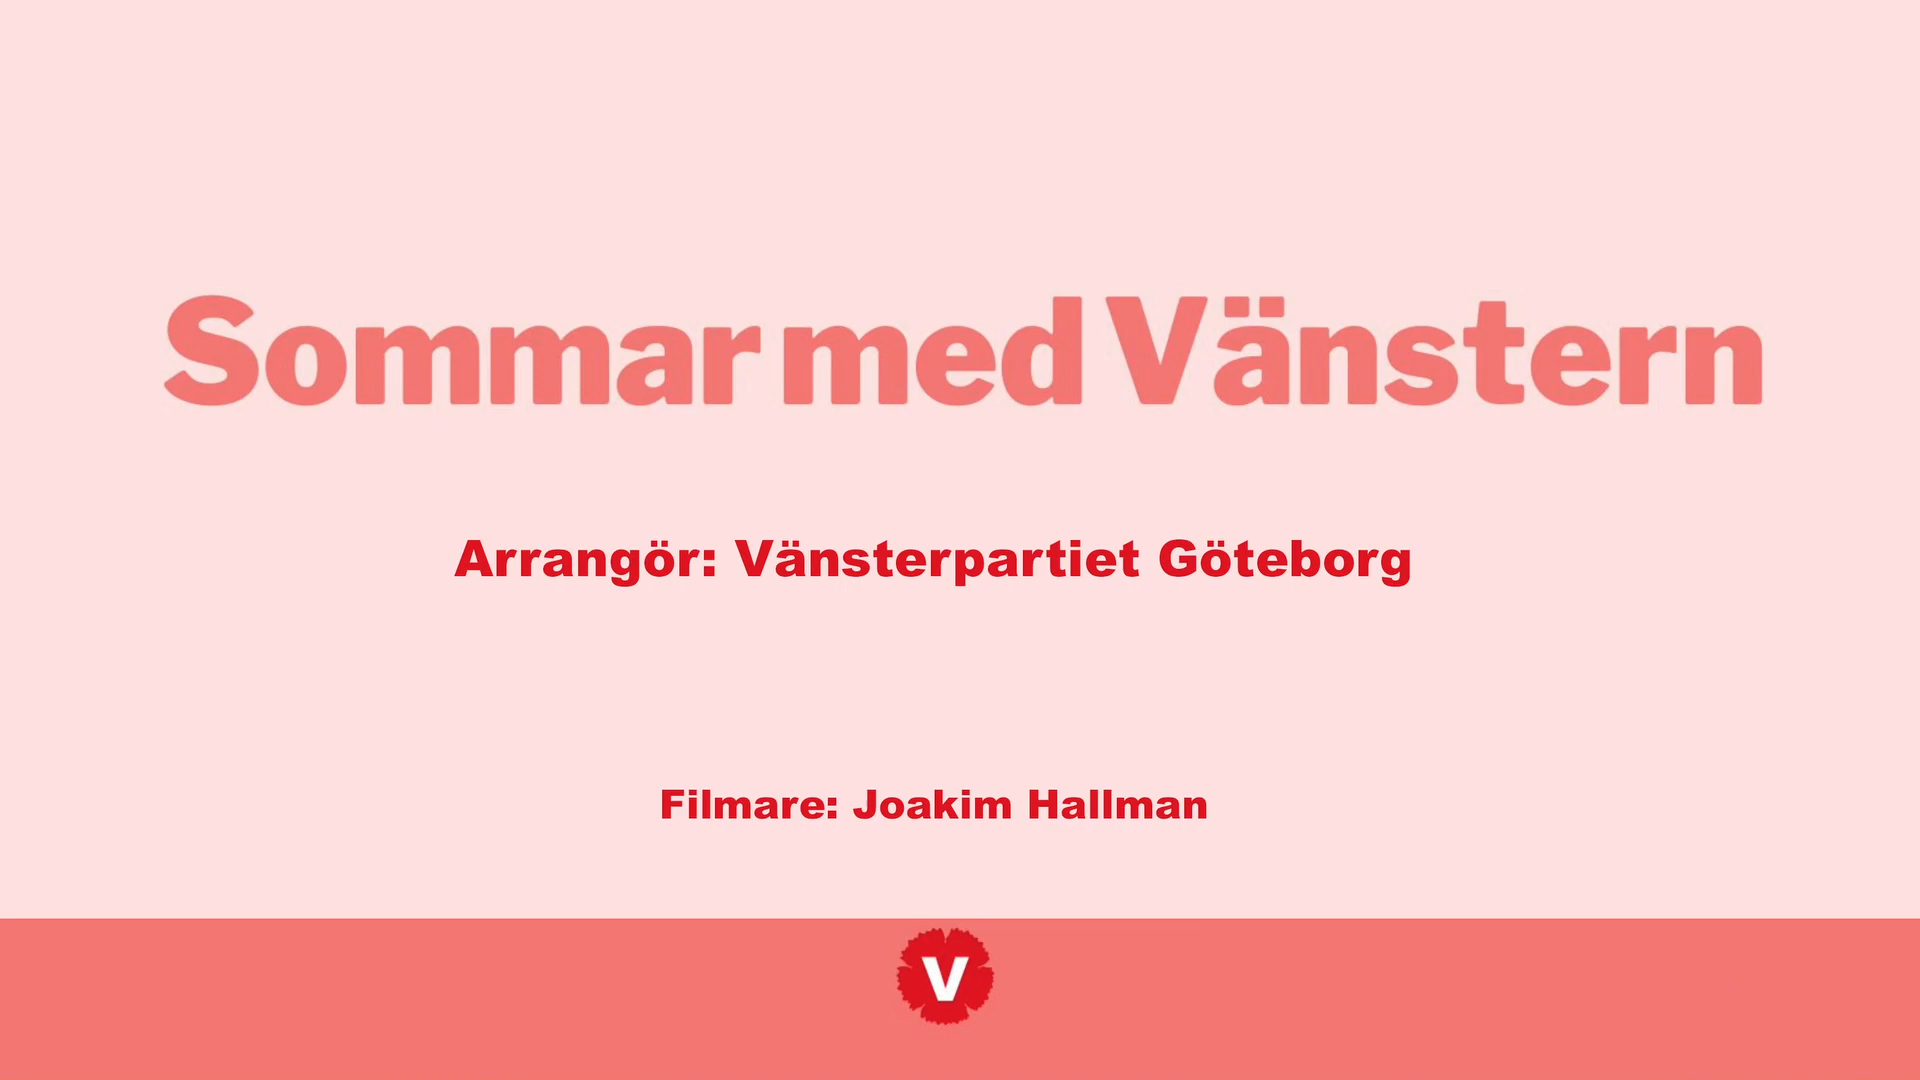 Sommar med Vänstern
Arrangör: Vänsterpartiet Göteborg
Filmare: Joakim Hallman
V